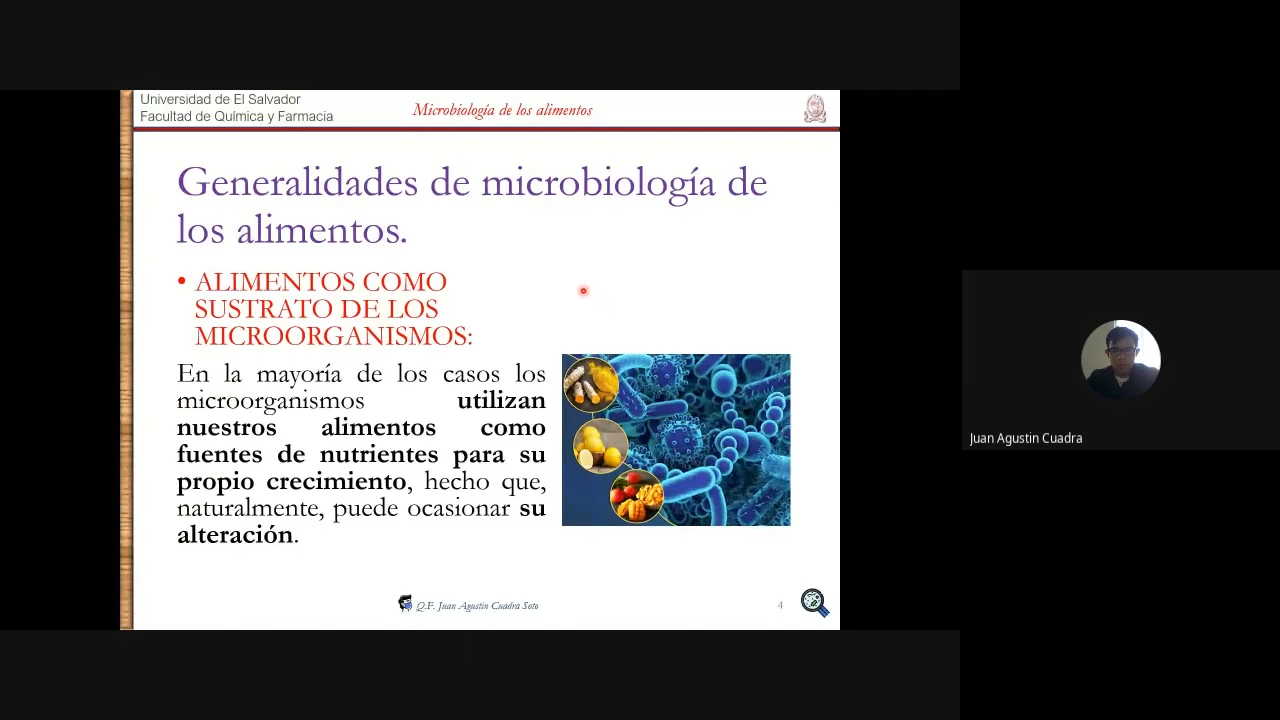 Universidad de El Salvador
Facultad de Química y Farmacia
Microbiología de los alimentos
Generalidades de microbiología de
los alimentos.
• ALIMENTOS COMO
SUSTRATO DE LOS
MICROORGANISMOS:
En la mayoría de los casos los
microorganismos utilizan
nuestros alimentos como
fuentes de nutrientes para su
propio crecimiento, hecho que,
naturalmente, puede ocasionar su
alteración.
Q.F. Juan Agustín Cuadra Soto
4
Juan Agustin Cuadra